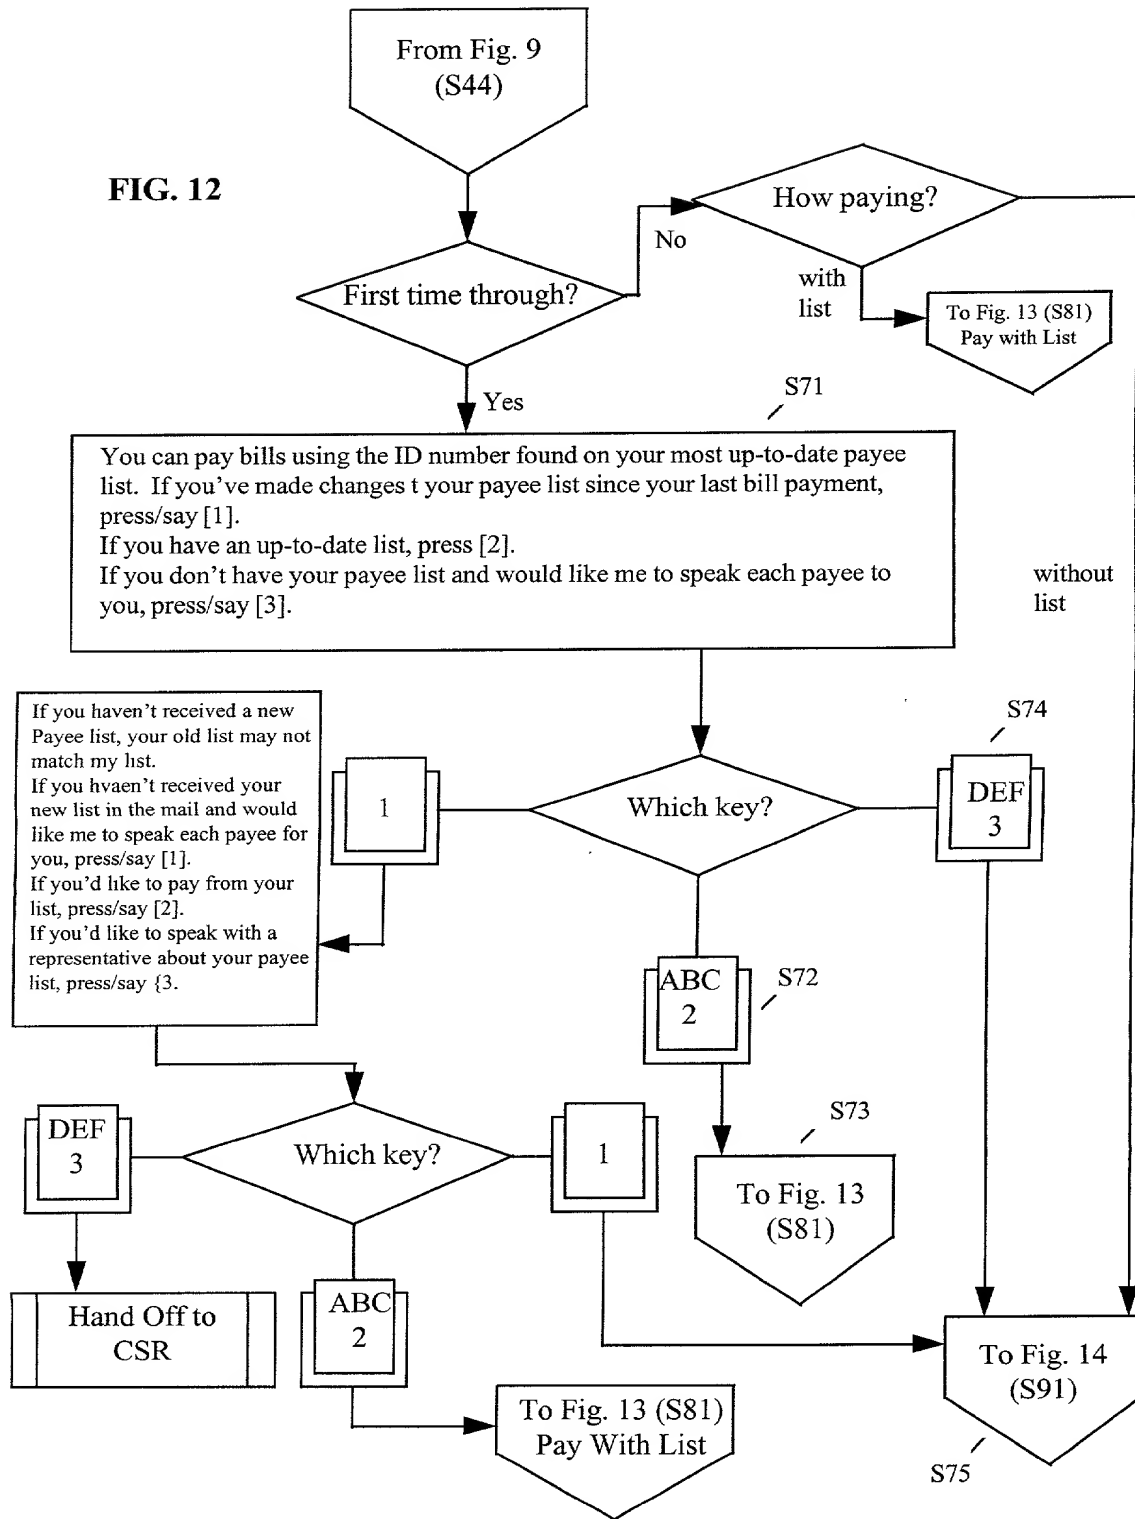 From Fig. 9
(S44)
FIG. 12
How paying?
No
with
list
First time through?
To Fig. 13 (S81)
Pay with List
Yes
S71
You can pay bills using the ID number found on your most up-to-date payee
list. If you've made changes t your payee list since your last bill payment,
press/say [1].
If you have an up-to-date list, press [2].
If you don't have your payee list and would like me to speak each payee to
you, press/say [3].
without
list
If you haven't received a new
Payee list, your old list may not
match my list.
If you hvaen't received your
new list in the mail and would
like me to speak each payee for
you, press/say [1].
If you'd like to pay from your
list, press/say [2].
If you'd like to speak with a
representative about your payee
list, press/say {3.
1
Which key?
S74
DEF
3
ABC
2
S72
S73
To Fig. 13
(S81)
DEF
3
Which key?
1
Hand Off to
CSR
ABC
2
To Fig. 13 (S81)
Pay With List
To Fig. 14
(S91)
S75